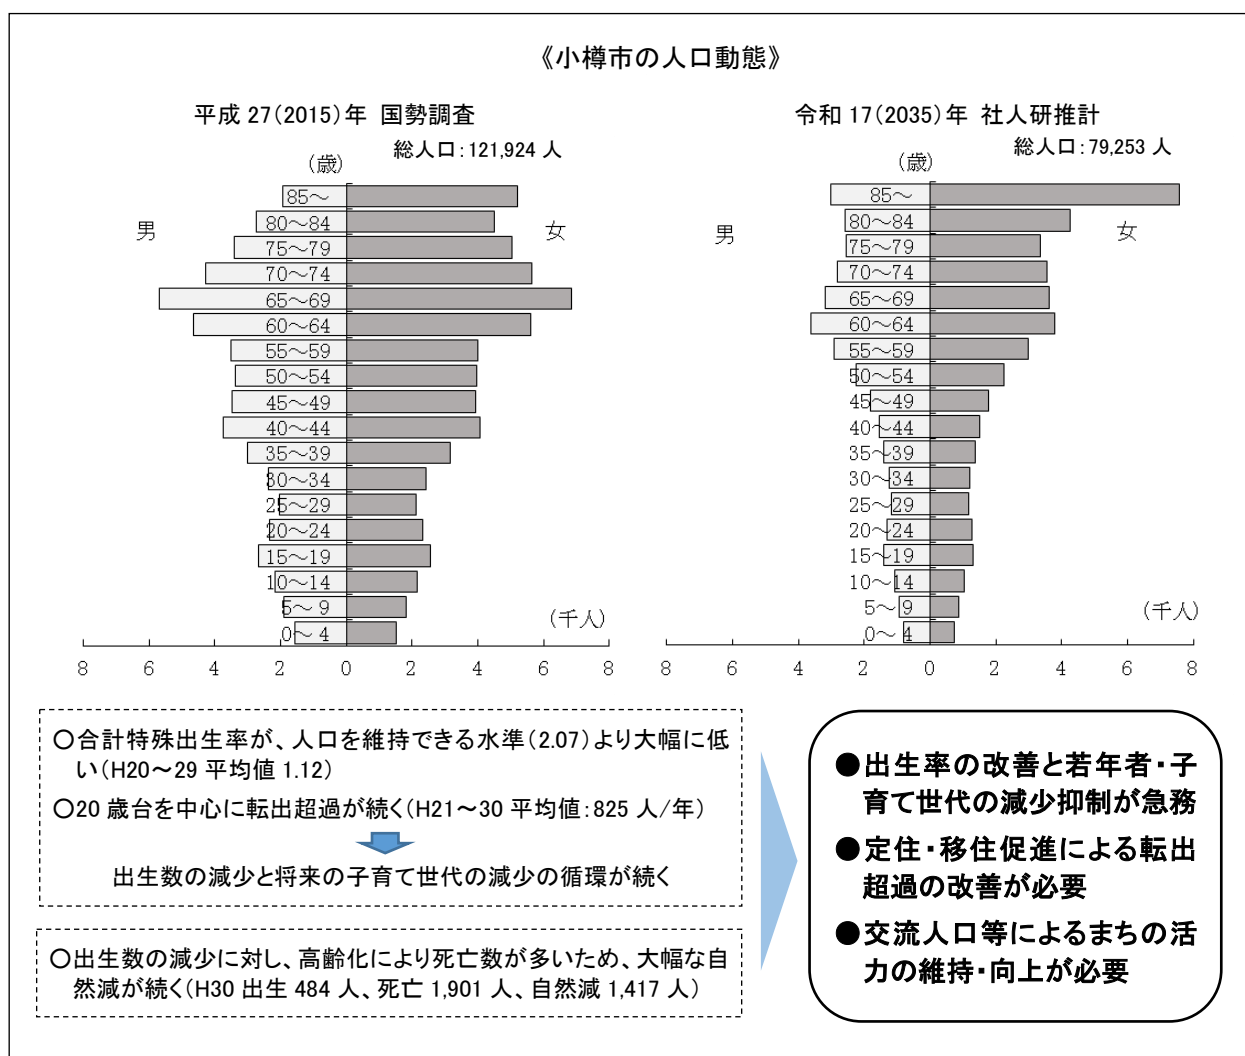 《小樽市の人口動態》
平成 27(2015)年 国勢調査
総人口：121,924 人
(歳)
男
女
85～
80～84
75～79
70～74
65～69
60～64
55～59
50～54
45～49
40～44
35～39
30～34
25～29
20～24
15～19
10～14
5～ 9
0～ 4
(千人)
8 6 4 2 0 2 4 6 8
令和 17(2035)年 社人研推計
総人口：79,253 人
(歳)
男
女
85～
80～84
75～79
70～74
65～69
60～64
55～59
50～54
45～49
40～44
35～39
30～34
25～29
20～24
15～19
10～14
5～ 9
0～ 4
(千人)
8 6 4 2 0 2 4 6 8
○合計特殊出生率が、人口を維持できる水準(2.07)より大幅に低
い(H20～29 平均値 1.12)
○20 歳台を中心に転出超過が続く(H21～30 平均値：825 人/年)
出生数の減少と将来の子育て世代の減少の循環が続く
○出生数の減少に対し、高齢化により死亡数が多いため、大幅な自
然減が続く(H30 出生 484 人、死亡 1,901 人、自然減 1,417 人)
●出生率の改善と若年者・子
育て世代の減少抑制が急務
●定住・移住促進による転出
超過の改善が必要
●交流人口等によるまちの活
力の維持・向上が必要